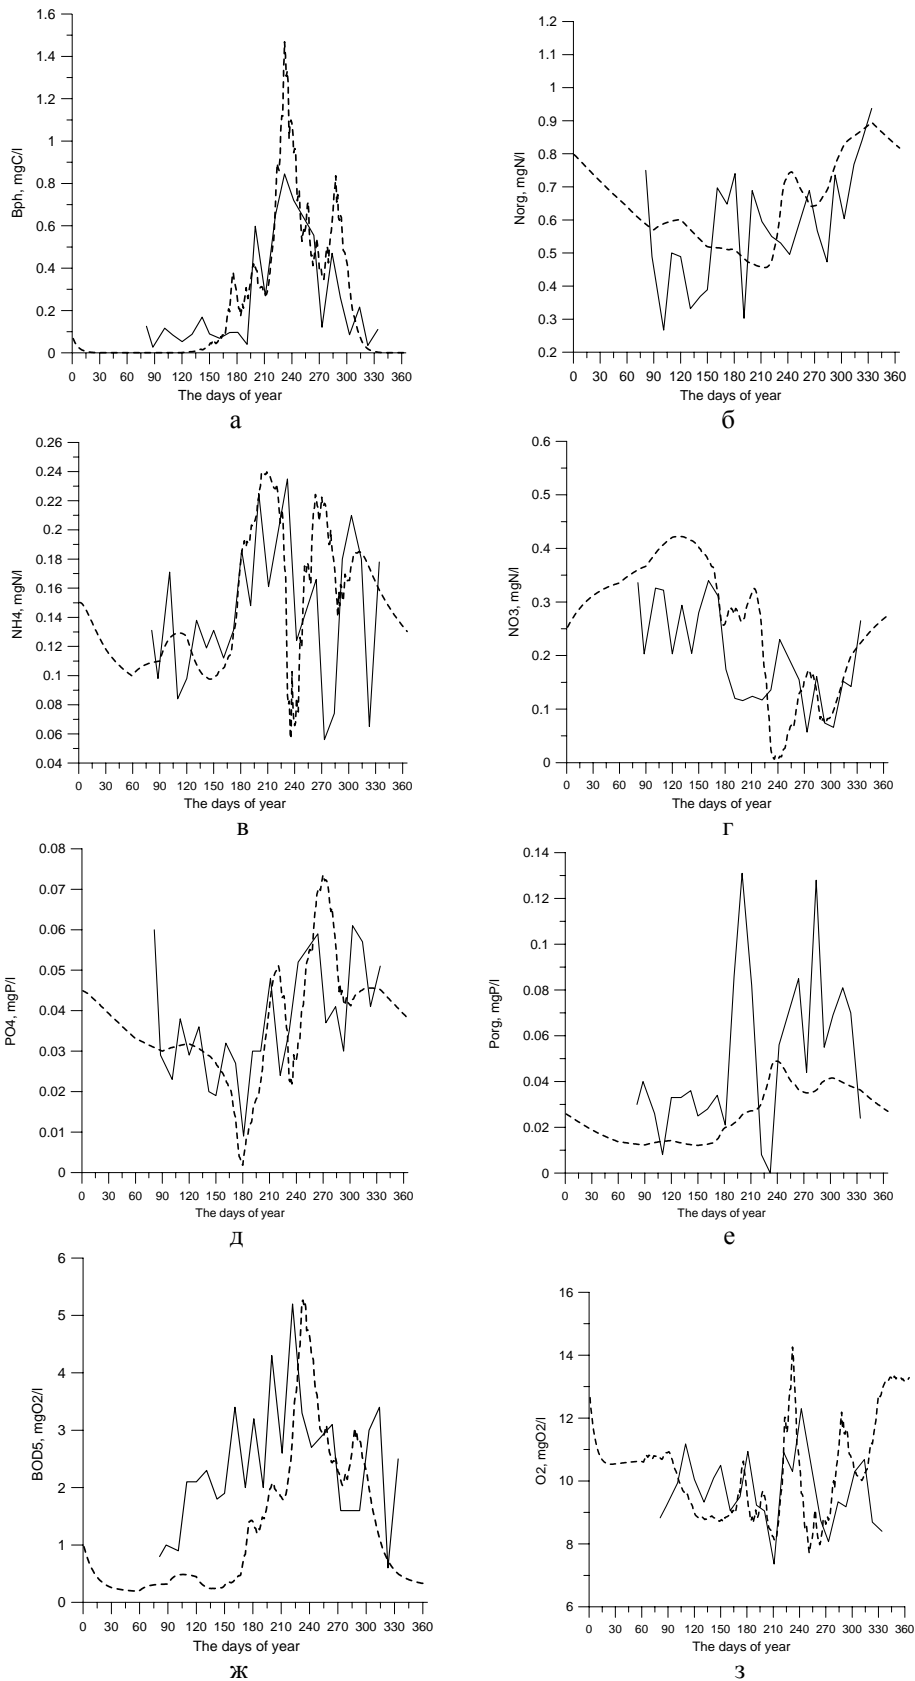 Bph, mgC/l
1.6
1.4
1.2
1
0.8
0.6
0.4
0.2
0
0 30 60 90 120 150 180 210 240 270 300 330 360
The days of year
а
Norg, mgN/l
1.2
1.1
1
0.9
0.8
0.7
0.6
0.5
0.4
0.3
0.2
0 30 60 90 120 150 180 210 240 270 300 330 360
The days of year
б
NH4, mgN/l
0.26
0.24
0.22
0.2
0.18
0.16
0.14
0.12
0.1
0.08
0.06
0.04
0 30 60 90 120 150 180 210 240 270 300 330 360
The days of year
в
NO3, mgN/l
0.6
0.5
0.4
0.3
0.2
0.1
0
0 30 60 90 120 150 180 210 240 270 300 330 360
The days of year
г
PO4, mgP/l
0.08
0.07
0.06
0.05
0.04
0.03
0.02
0.01
0
0 30 60 90 120 150 180 210 240 270 300 330 360
The days of year
д
Porg, mgP/l
0.14
0.12
0.1
0.08
0.06
0.04
0.02
0
0 30 60 90 120 150 180 210 240 270 300 330 360
The days of year
е
BOD5, mgO2/l
6
5
4
3
2
1
0
0 30 60 90 120 150 180 210 240 270 300 330 360
The days of year
ж
O2, mgO2/l
16
14
12
10
8
6
0 30 60 90 120 150 180 210 240 270 300 330 360
The days of year
з